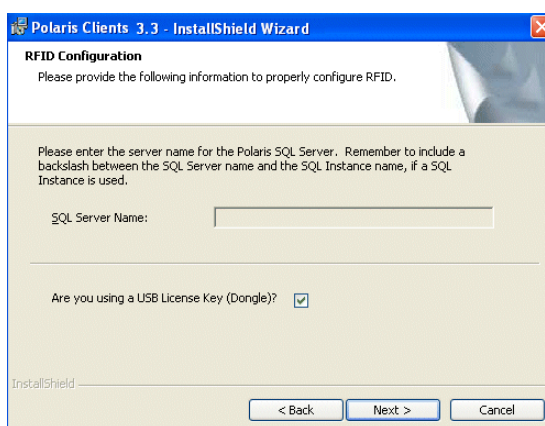 Polaris Clients 3.3 - InstallShield Wizard
RFID Configuration
Please provide the following information to properly configure RFID.
Please enter the server name for the Polaris SQL Server. Remember to include a
backslash between the SQL Server name and the SQL Instance name, if a SQL
Instance is used.
SQL Server Name:
Are you using a USB License Key (Dongle)?
InstallShield
< Back Next > Cancel